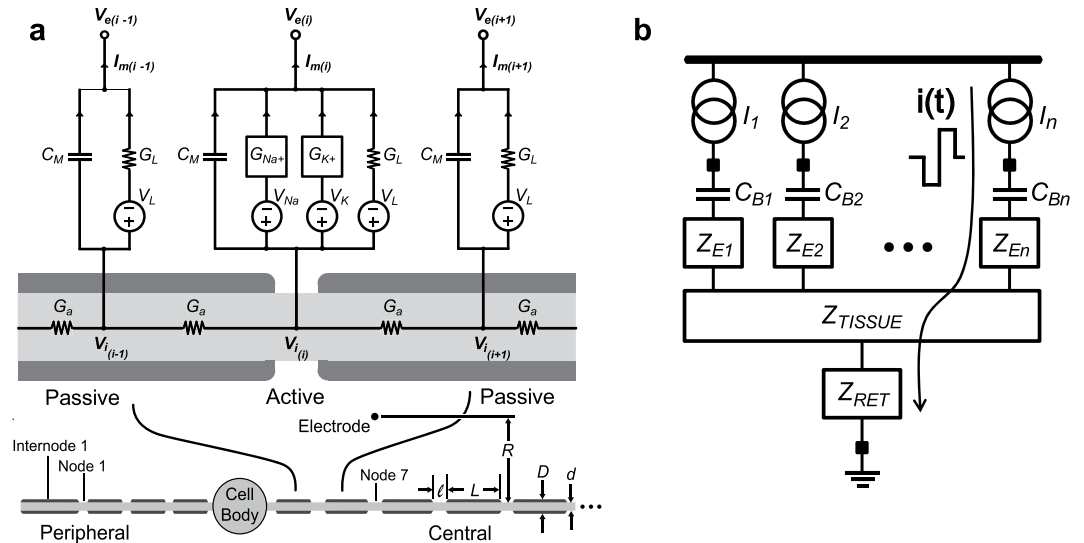 a
V_e(i -1) V_e(i) V_e(i+1)
I_m(i -1) I_m(i) I_m(i+1)
C_M G_L C_M G_Na+ G_K+ G_L C_M G_L
V_L V_Na V_K V_L V_L
G_a G_a G_a G_a
V_i(i-1) V_i(i) V_i(i+1)
Passive Active Passive
Electrode
R
Internode 1
Node 1
Node 7
ℓ L D d
Cell
Body
Peripheral Central
b
I_1 I_2 i(t) I_n
C_B1 C_B2 C_Bn
Z_E1 Z_E2 Z_En
Z_TISSUE
Z_RET